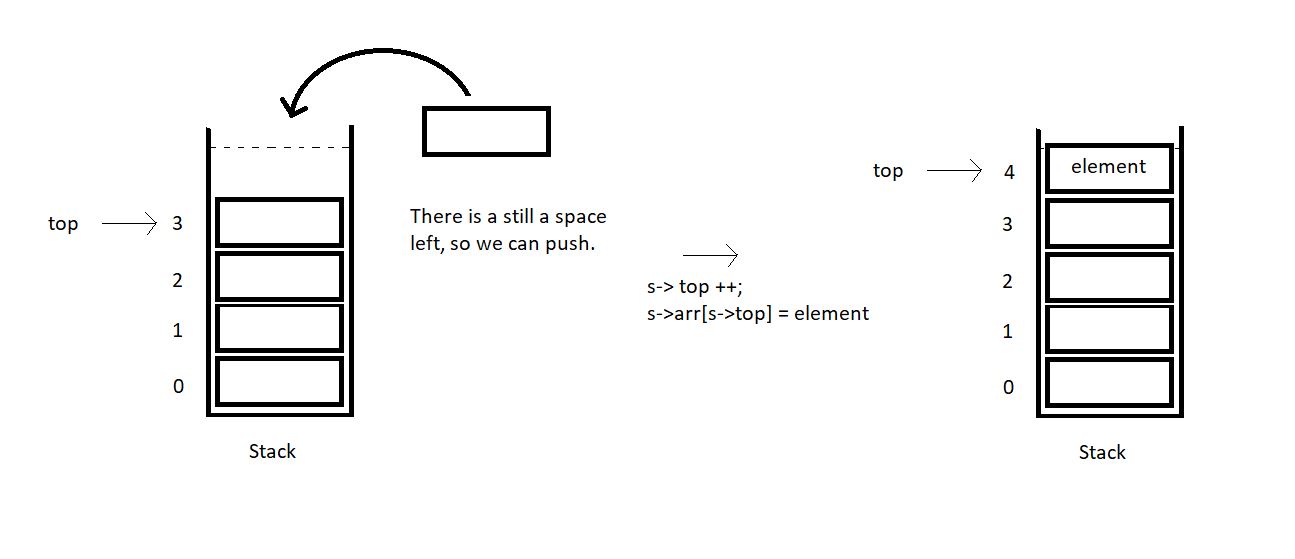 top
3
2
1
0
Stack
There is a still a space
left, so we can push.
s-> top ++;
s->arr[s->top] = element
top
4
element
3
2
1
0
Stack